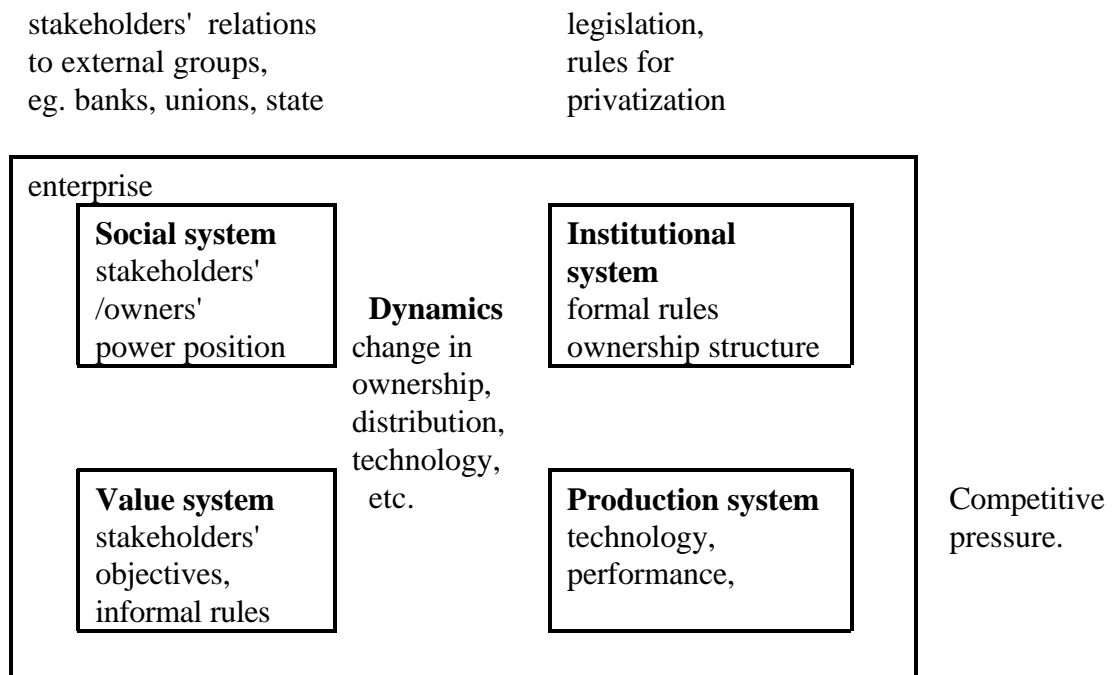 stakeholders' relations
to external groups,
eg. banks, unions, state
legislation,
rules for
privatization
enterprise
Social system
stakeholders'
/owners'
power position
Dynamics
change in
ownership,
distribution,
technology,
etc.
Institutional
system
formal rules
ownership structure
Value system
stakeholders'
objectives,
informal rules
Production system
technology,
performance,
Competitive
pressure.